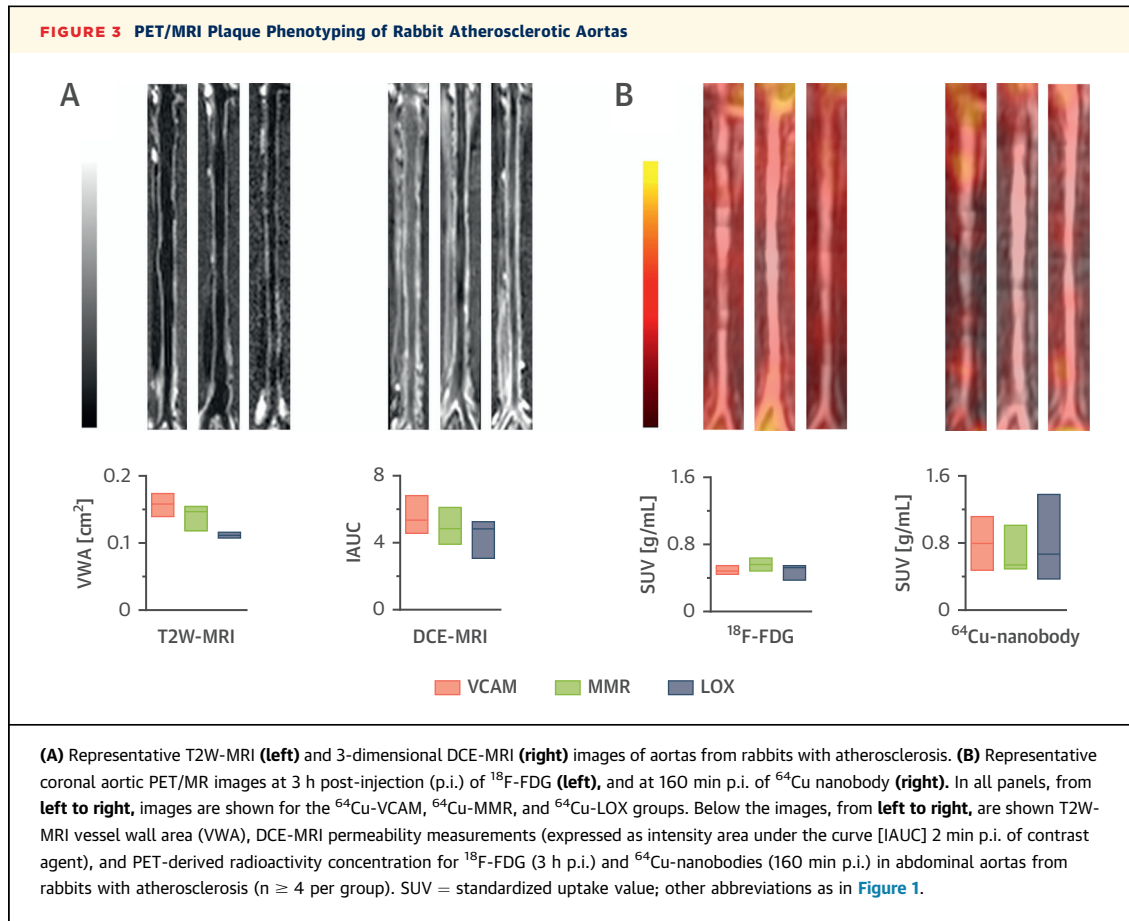 FIGURE 3 PET/MRI Plaque Phenotyping of Rabbit Atherosclerotic Aortas
A
B
0.2
0.1
0
VWA [cm²]
T2W-MRI
8
4
0
IAUC
DCE-MRI
1.6
0.8
0
SUV [g/mL]
¹⁸F-FDG
1.6
0.8
0
SUV [g/mL]
⁶⁴Cu-nanobody
VCAM MMR LOX
(A) Representative T2W-MRI (left) and 3-dimensional DCE-MRI (right) images of aortas from rabbits with atherosclerosis. (B) Representative
coronal aortic PET/MR images at 3 h post-injection (p.i.) of ¹⁸F-FDG (left), and at 160 min p.i. of ⁶⁴Cu nanobody (right). In all panels, from
left to right, images are shown for the ⁶⁴Cu-VCAM, ⁶⁴Cu-MMR, and ⁶⁴Cu-LOX groups. Below the images, from left to right, are shown T2W-
MRI vessel wall area (VWA), DCE-MRI permeability measurements (expressed as intensity area under the curve [IAUC] 2 min p.i. of contrast
agent), and PET-derived radioactivity concentration for ¹⁸F-FDG (3 h p.i.) and ⁶⁴Cu-nanobodies (160 min p.i.) in abdominal aortas from
rabbits with atherosclerosis (n ≥ 4 per group). SUV = standardized uptake value; other abbreviations as in Figure 1.